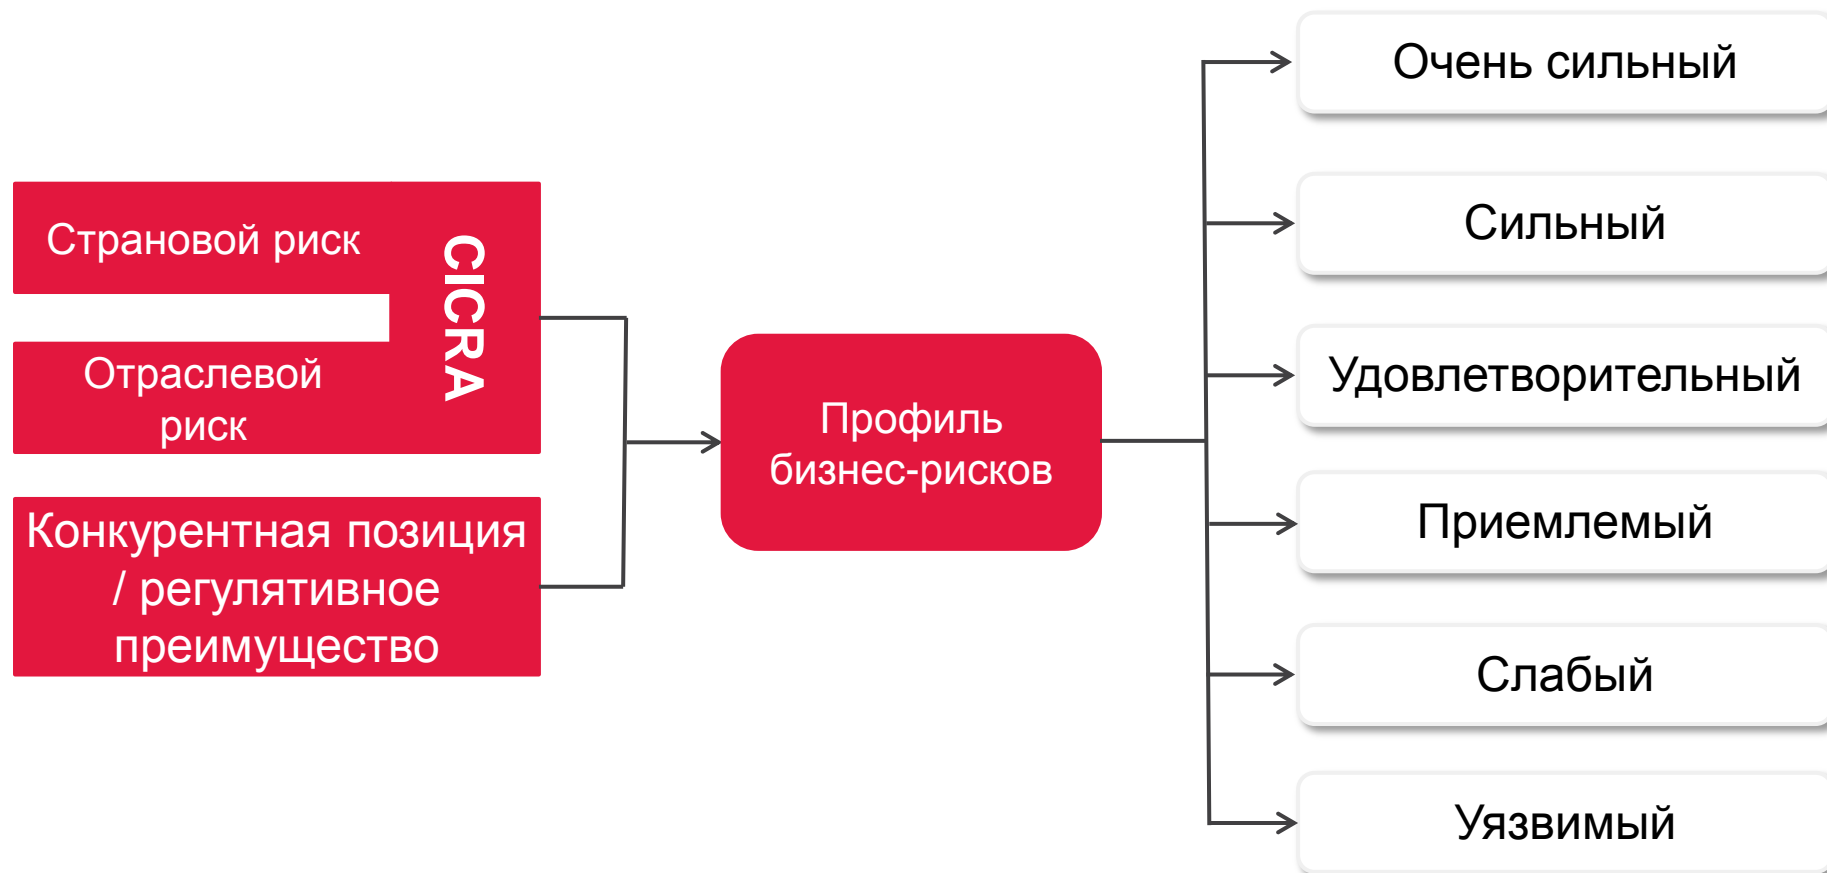 Страновой риск
CICRA
Отраслевой
риск
Конкурентная позиция
/ регулятивное
преимущество
Профиль
бизнес-рисков
Очень сильный
Сильный
Удовлетворительный
Приемлемый
Слабый
Уязвимый